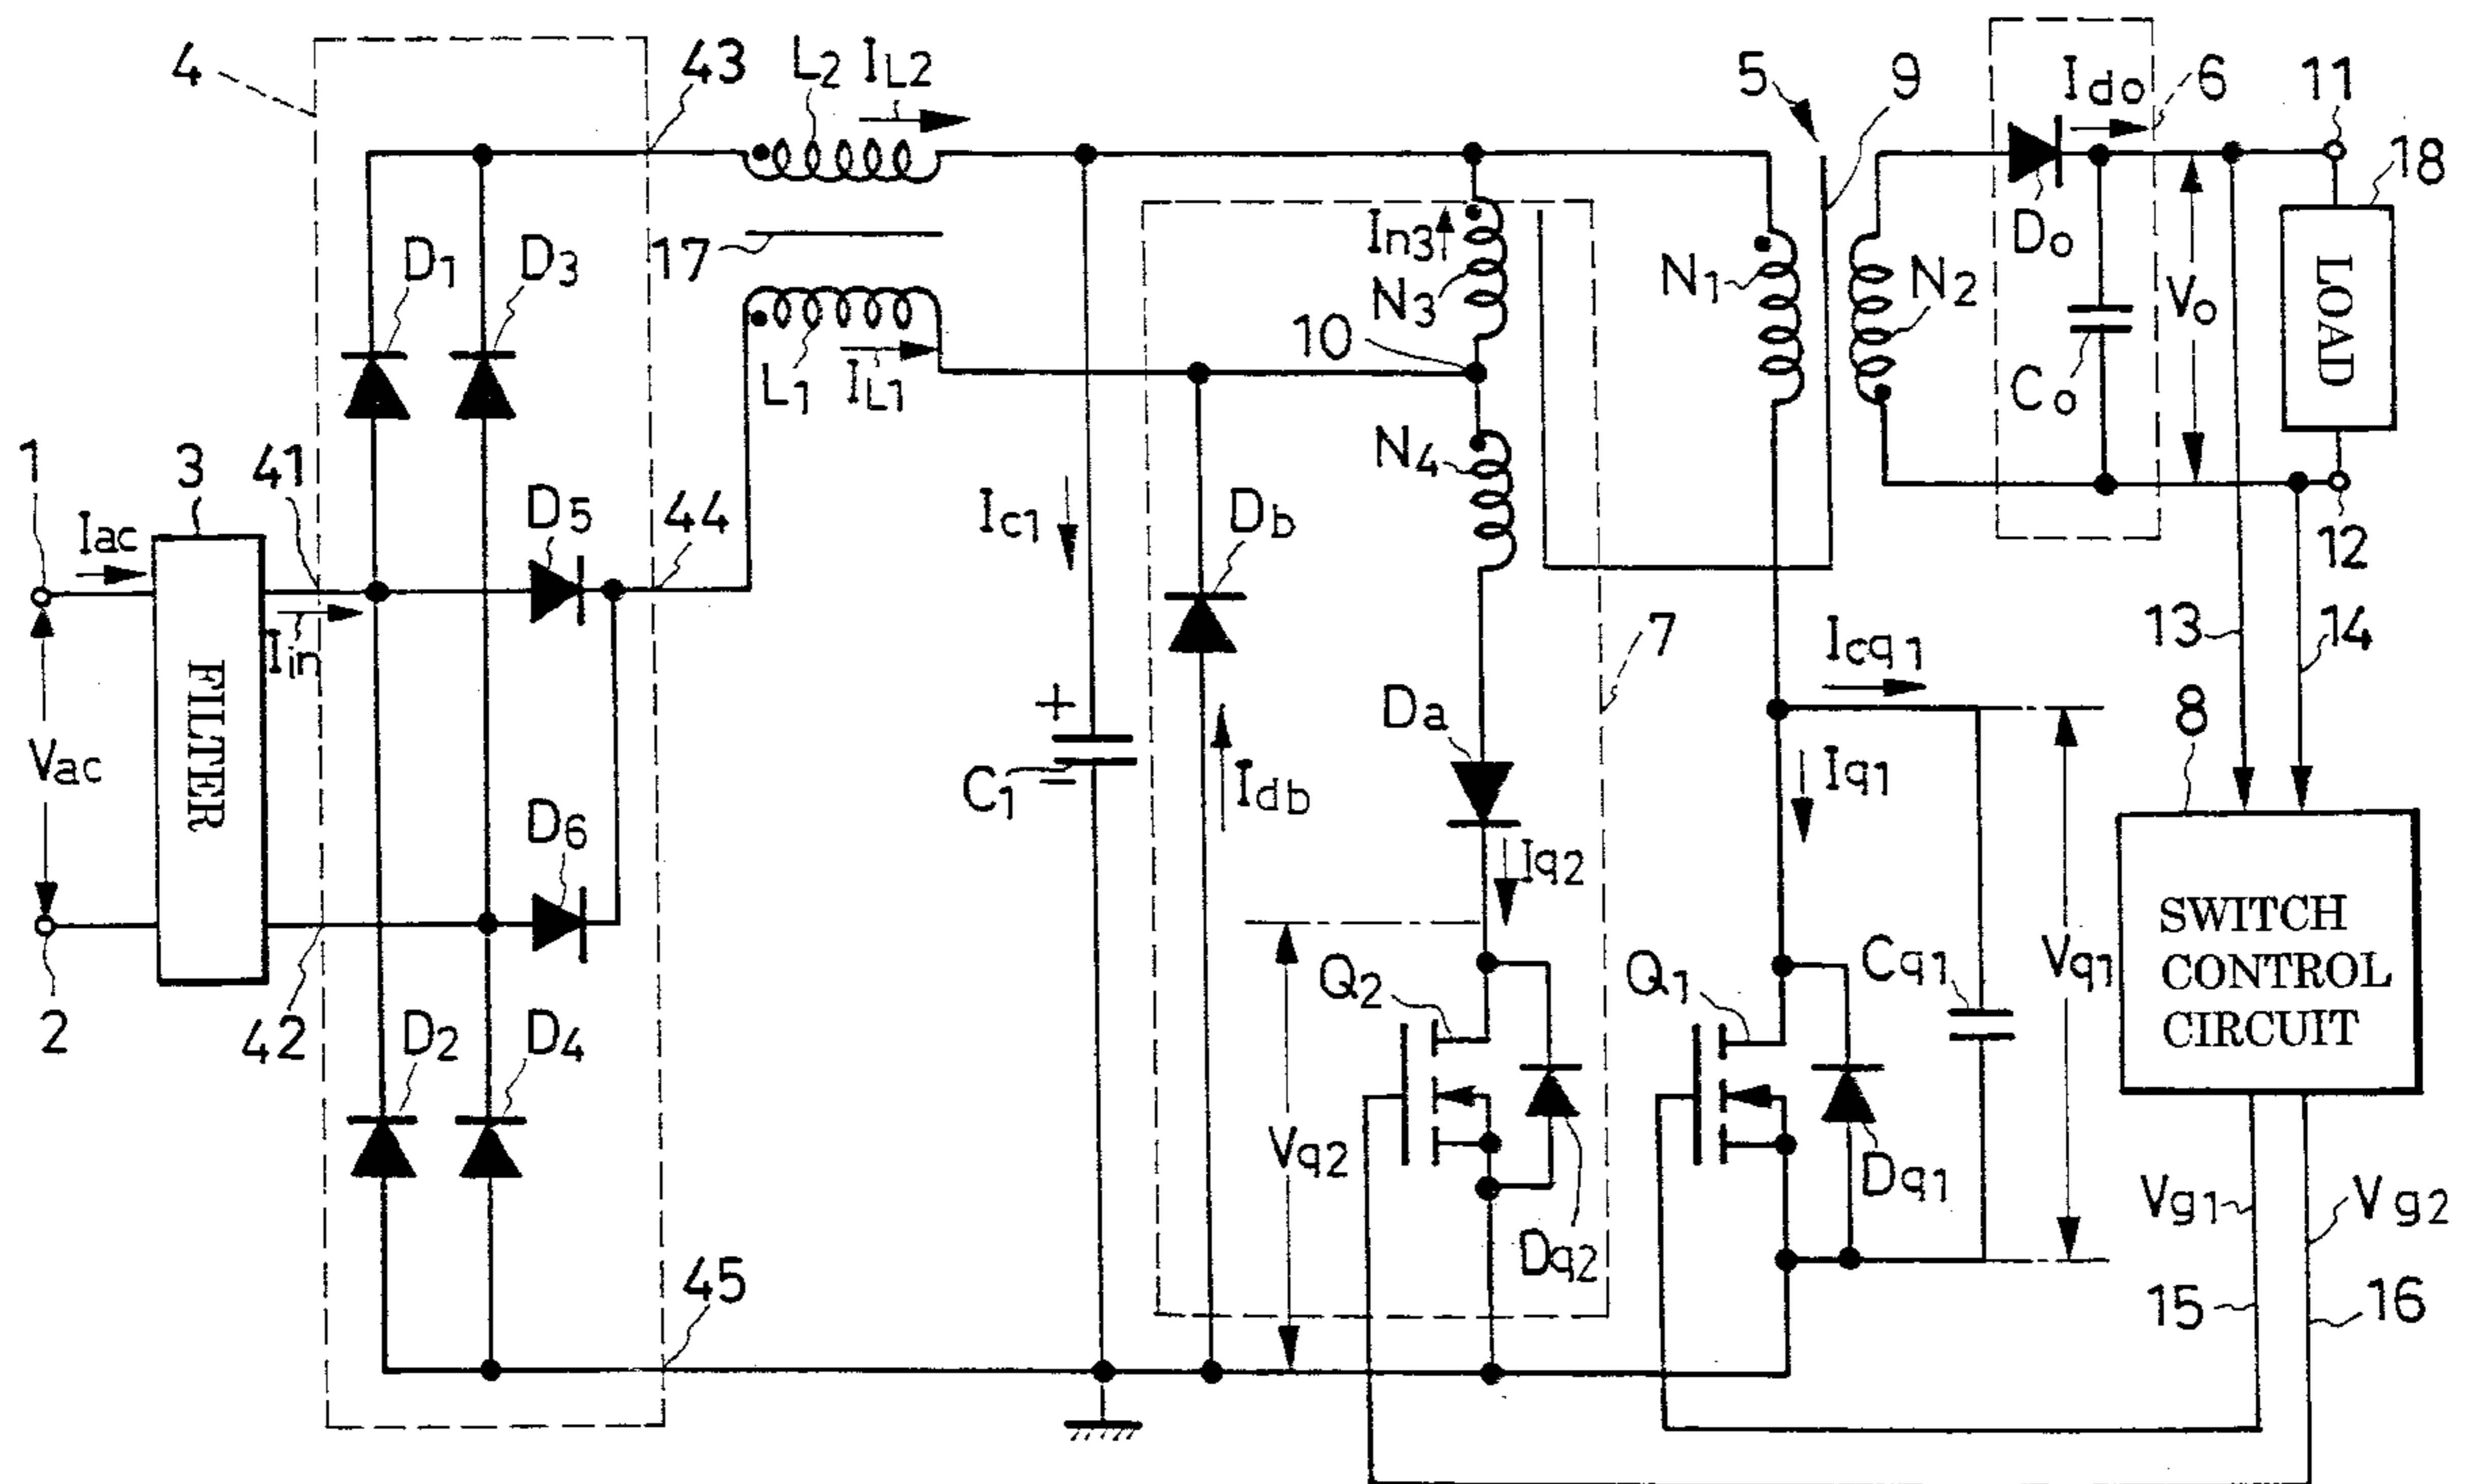 4
43
L2
IL2
5
9
Ido
6
11
18
17
D1
D3
In3
N3
N1
N2
Do
Co
Vo
LOAD
10
L1
IL1
N4
1
3
41
Iac
D5
44
Ic1
Db
12
Iin
FILTER
Vac
7
13
14
Icq1
Da
8
+
C1
−
Idb
Iq1
D6
Iq2
SWITCH
CONTROL
CIRCUIT
2
42
D2
D4
Q2
Q1
Cq1
Vq1
Vq2
Dq1
Dq2
Vg1
Vg2
45
15
16